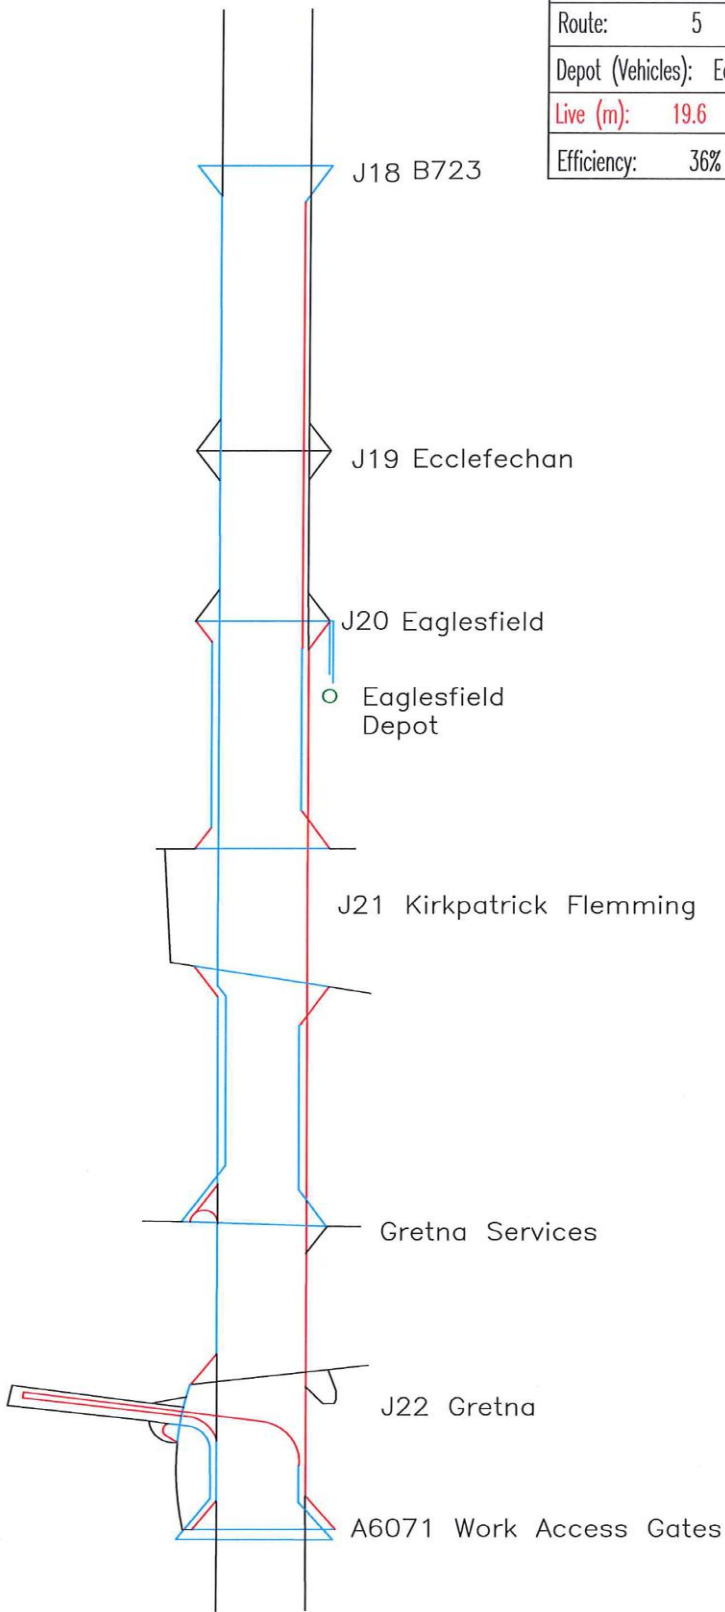 Route: 5
Depot (Vehicles):
Live (m): 19.6
Efficiency: 36%
J18 B723
J19 Ecclefechan
J20 Eaglesfield
Eaglesfield
Depot
J21 Kirkpatrick Flemming
Gretna Services
J22 Gretna
A6071 Work Access Gates